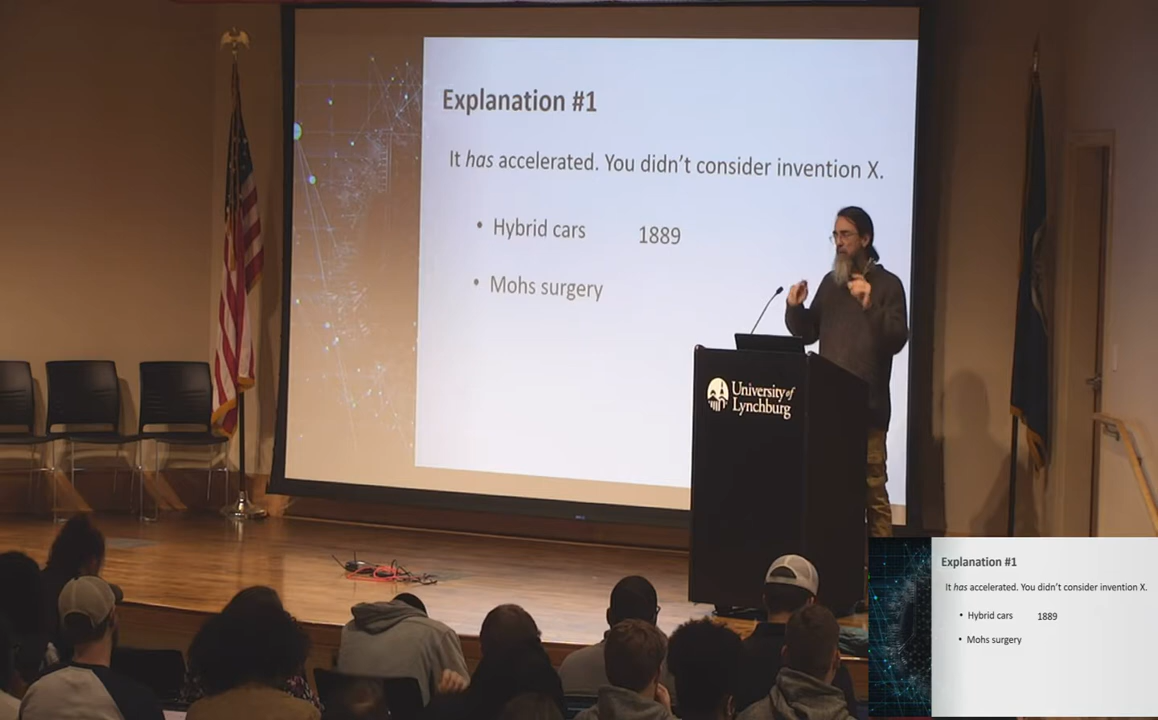 Explanation #1
It has accelerated. You didn't consider invention X.
• Hybrid cars 1889
• Mohs surgery
University of
Lynchburg
Explanation #1
It has accelerated. You didn't consider invention X.
• Hybrid cars 1889
• Mohs surgery